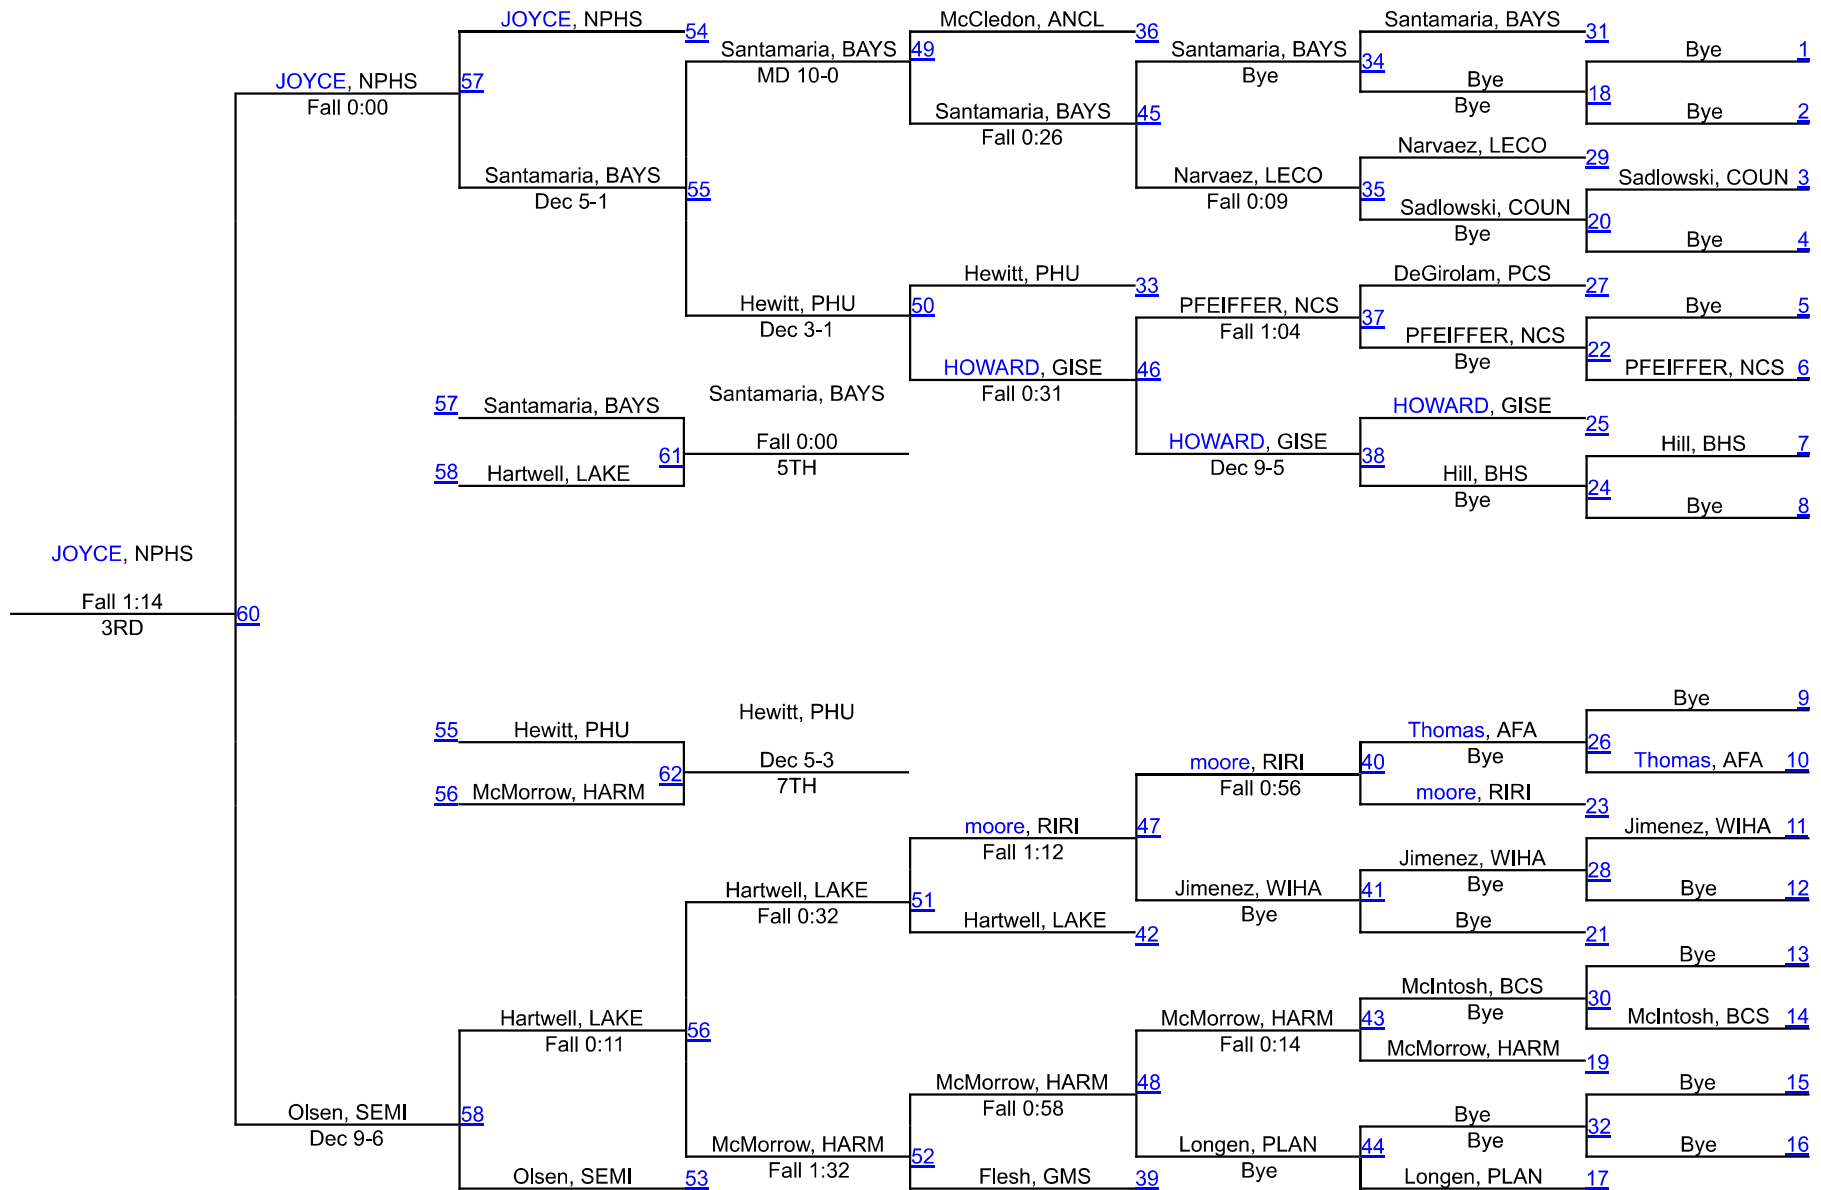 JOYCE, NPHS
54
McCledon, ANCL
36
Santamaria, BAYS
31
Santamaria, BAYS
MD 10-0
49
Santamaria, BAYS
Bye
34
Bye
1
JOYCE, NPHS
Fall 0:00
57
Bye
Bye
18
Santamaria, BAYS
Fall 0:26
45
Bye
2
Narvaez, LECO
29
Santamaria, BAYS
Dec 5-1
55
Narvaez, LECO
Fall 0:09
35
Sadlowski, COUN
3
Sadlowski, COUN
Bye
20
Bye
4
Hewitt, PHU
33
DeGirolam, PCS
27
Hewitt, PHU
Dec 3-1
50
PFEIFFER, NCS
Fall 1:04
37
Bye
5
PFEIFFER, NCS
Bye
22
HOWARD, GISE
Fall 0:31
46
PFEIFFER, NCS
6
57
Santamaria, BAYS
Santamaria, BAYS
HOWARD, GISE
25
Fall 0:00
5TH
61
HOWARD, GISE
Dec 9-5
38
Hill, BHS
7
58
Hartwell, LAKE
Hill, BHS
Bye
24
Bye
8
JOYCE, NPHS
Fall 1:14
3RD
60
Bye
9
55
Hewitt, PHU
Hewitt, PHU
Thomas, AFA
Bye
26
Dec 5-3
7TH
62
moore, RIRI
Fall 0:56
40
Thomas, AFA
10
56
McMorrow, HARM
moore, RIRI
23
moore, RIRI
Fall 1:12
47
Jimenez, WIHA
11
Jimenez, WIHA
Bye
28
Hartwell, LAKE
Fall 0:32
51
Jimenez, WIHA
Bye
41
Bye
12
Hartwell, LAKE
42
Bye
21
Bye
13
McIntosh, BCS
Bye
30
Hartwell, LAKE
Fall 0:11
56
McMorrow, HARM
Fall 0:14
43
McIntosh, BCS
14
McMorrow, HARM
19
McMorrow, HARM
Fall 0:58
48
Bye
15
Olsen, SEMI
Dec 9-6
58
Bye
Bye
32
McMorrow, HARM
Fall 1:32
52
Longen, PLAN
Bye
44
Bye
16
Olsen, SEMI
53
Flesh, GMS
39
Longen, PLAN
17